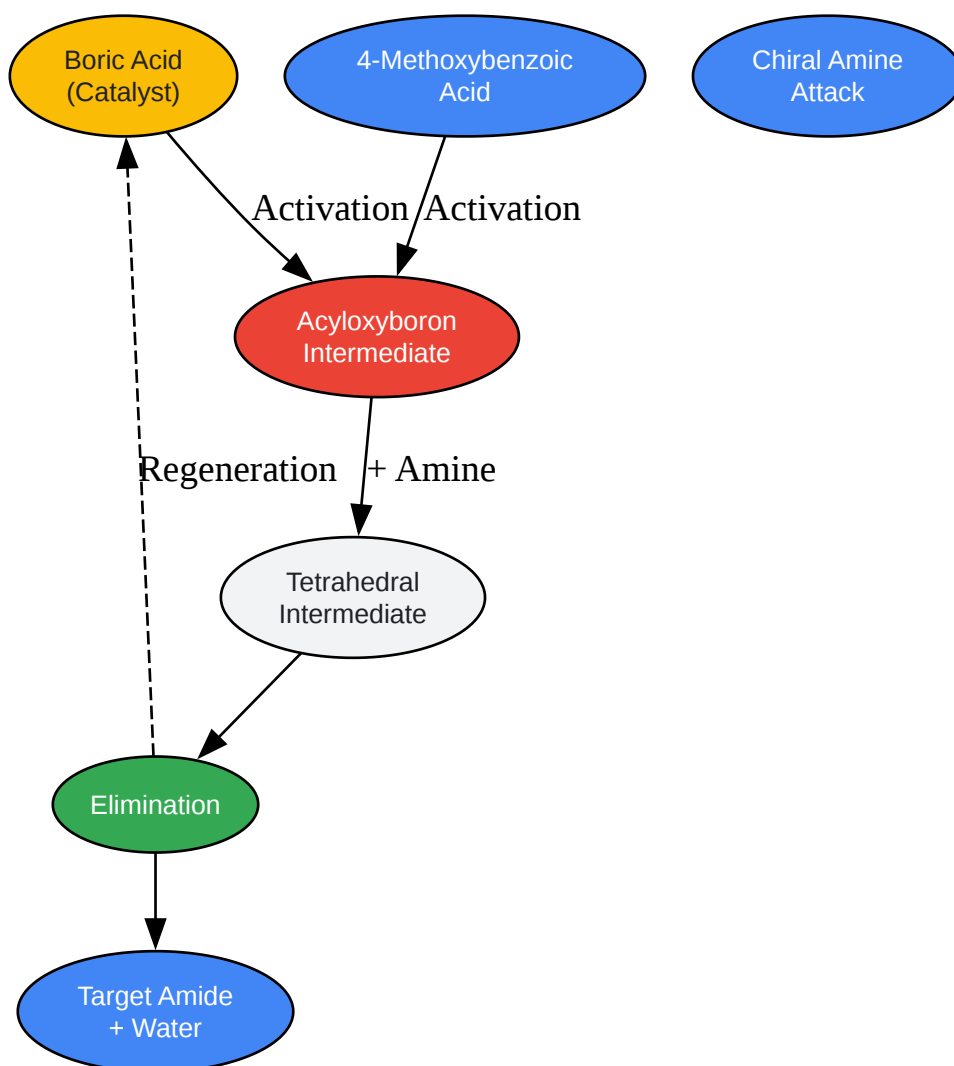 Boric Acid
(Catalyst)
4-Methoxybenzoic
Acid
Chiral Amine
Attack
Activation
Activation
Acyloxyboron
Intermediate
Regeneration
+ Amine
Tetrahedral
Intermediate
Elimination
Target Amide
+ Water